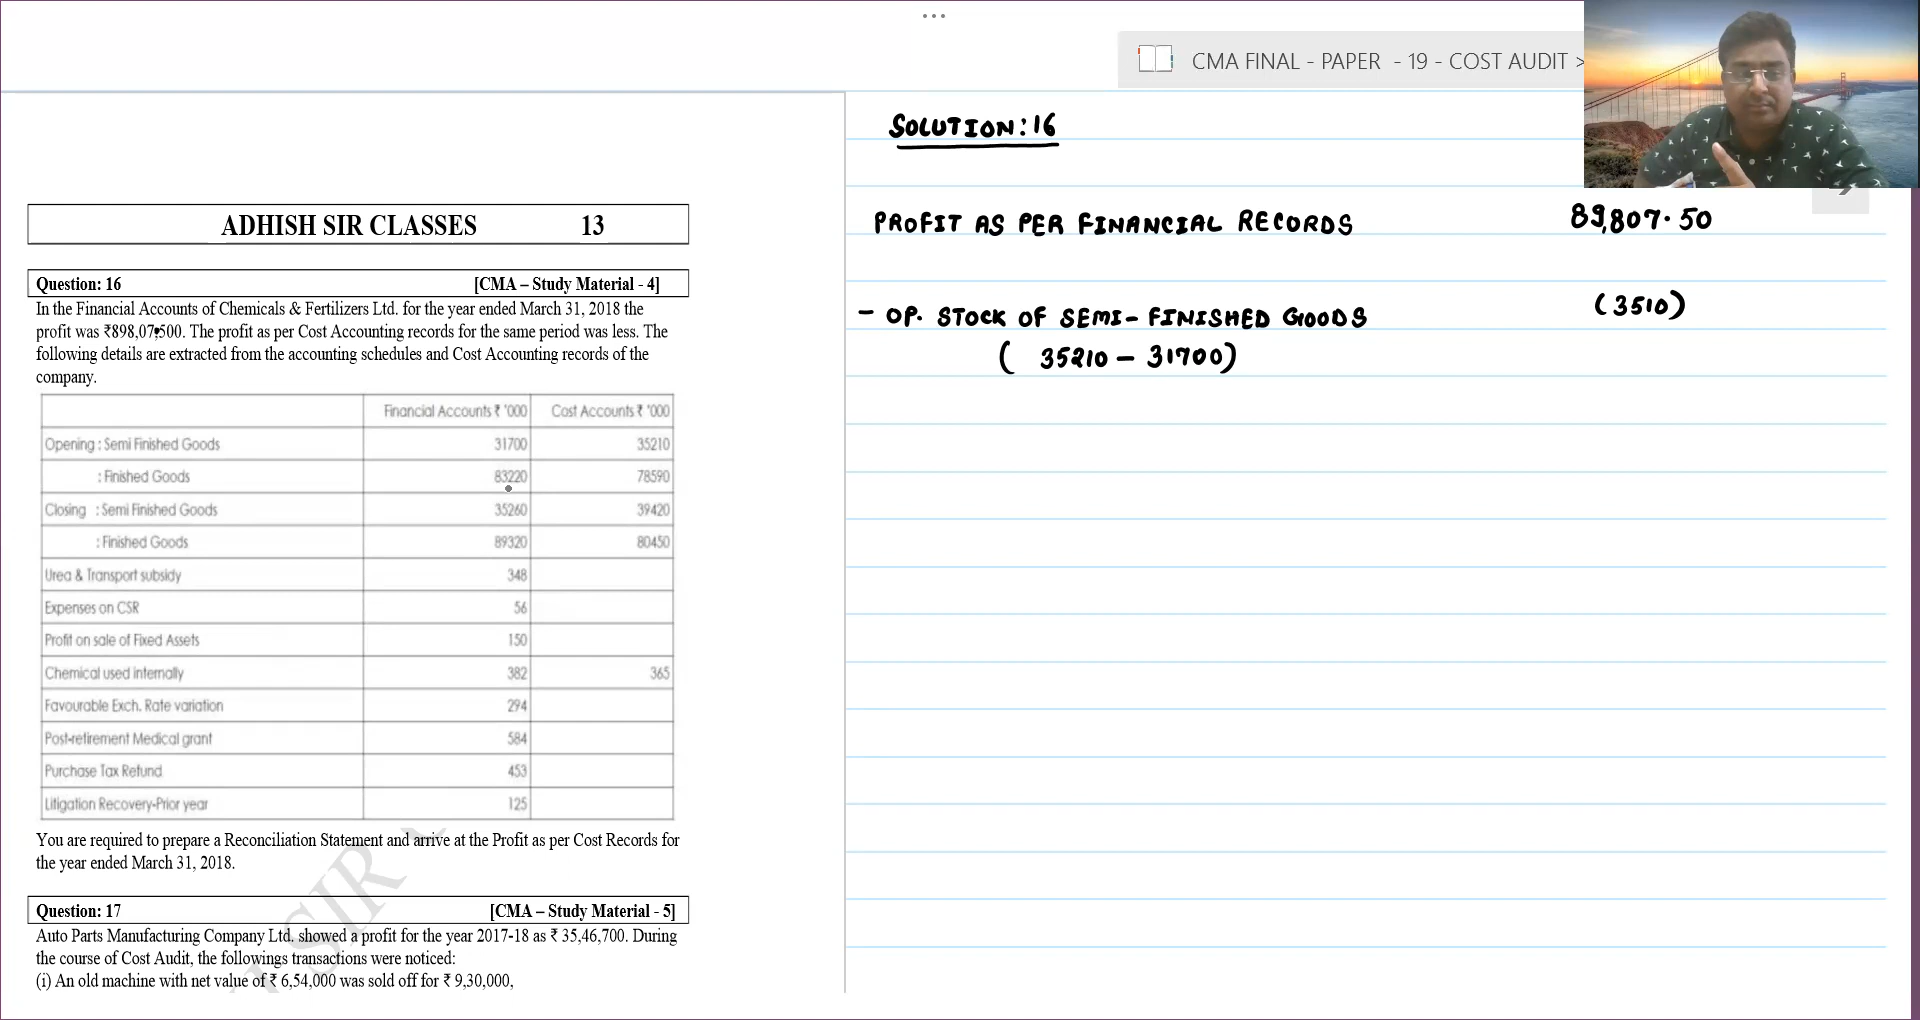 CMA FINAL - PAPER - 19 - COST AUDIT >
ADHISH SIR CLASSES 13
Question: 16 [CMA – Study Material - 4]
In the Financial Accounts of Chemicals & Fertilizers Ltd. for the year ended March 31, 2018 the
profit was ₹898,07,500. The profit as per Cost Accounting records for the same period was less. The
following details are extracted from the accounting schedules and Cost Accounting records of the
company.
Financial Accounts ₹ '000 Cost Accounts ₹ '000
Opening : Semi Finished Goods 31700 35210
: Finished Goods 83220 78590
Closing : Semi Finished Goods 35260 39420
: Finished Goods 89320 80450
Urea & Transport subsidy 348
Expenses on CSR 56
Profit on sale of Fixed Assets 150
Chemical used internally 382 365
Favourable Exch. Rate variation 294
Post-retirement Medical grant 584
Purchase Tax Refund 453
Litigation Recovery-Prior year 125
You are required to prepare a Reconciliation Statement and arrive at the Profit as per Cost Records for
the year ended March 31, 2018.
Question: 17 [CMA – Study Material - 5]
Auto Parts Manufacturing Company Ltd. showed a profit for the year 2017-18 as ₹ 35,46,700. During
the course of Cost Audit, the followings transactions were noticed:
(i) An old machine with net value of ₹ 6,54,000 was sold off for ₹ 9,30,000,
SIR
SOLUTION: 16
PROFIT AS PER FINANCIAL RECORDS 89,807.50
- OP. STOCK OF SEMI-FINISHED GOODS (3510)
( 35210 - 31700)